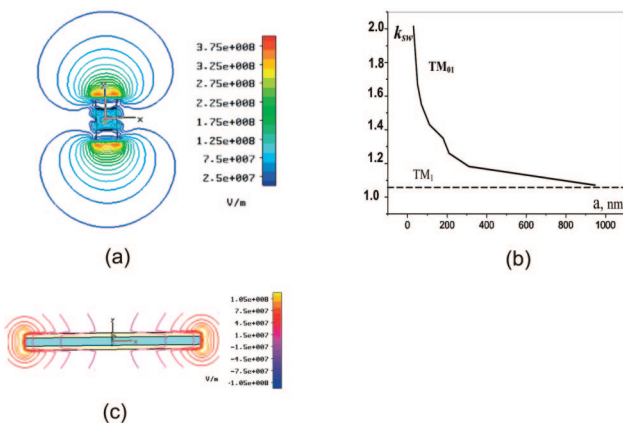 3.75e+008
3.25e+008
2.75e+008
2.25e+008
1.75e+008
1.25e+008
7.5e+007
2.5e+007
V/m
x
(a)
2.0
1.8
1.6
1.4
1.2
1.0
k_sw
TM_01
TM_1
0 200 400 600 800 1000
a, nm
(b)
1.05e+008
7.5e+007
4.5e+007
1.5e+007
-1.5e+007
-4.5e+007
-7.5e+007
-1.05e+008
V/m
(c)